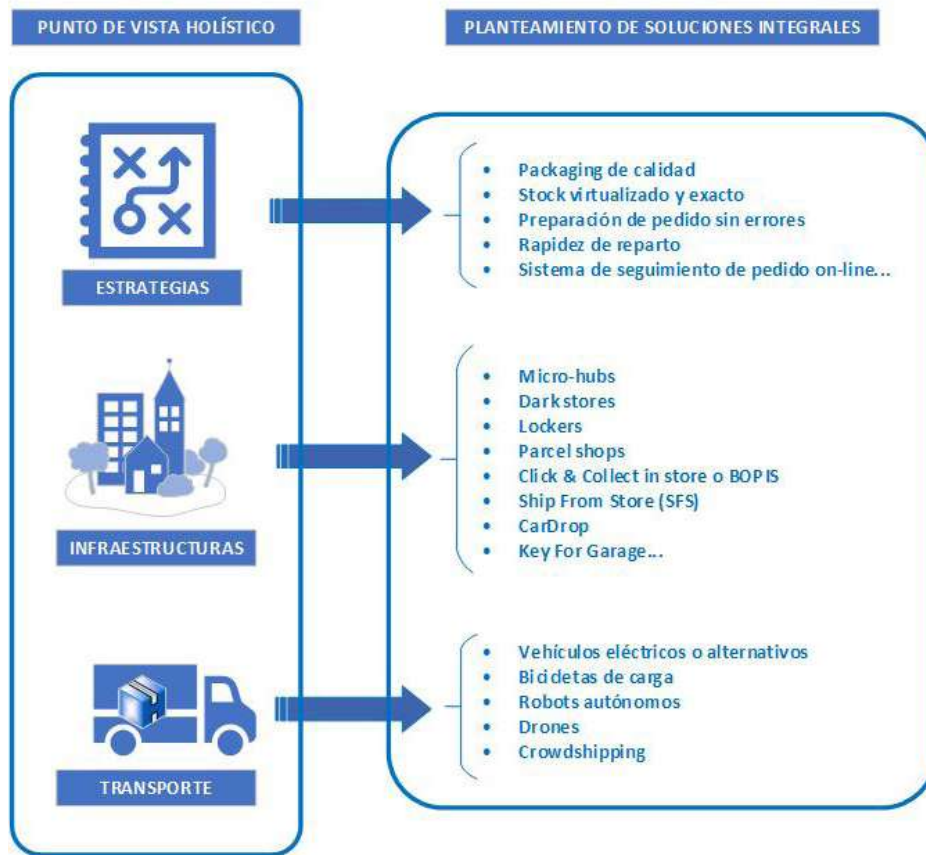 PUNTO DE VISTA HOLÍSTICO
PLANTEAMIENTO DE SOLUCIONES INTEGRALES
ESTRATEGIAS
• Packaging de calidad
• Stock virtualizado y exacto
• Preparación de pedido sin errores
• Rapidez de reparto
• Sistema de seguimiento de pedido on-line...
INFRAESTRUCTURAS
• Micro-hubs
• Dark stores
• Lockers
• Parcel shops
• Click & Collect in store o BOPIS
• Ship From Store (SFS)
• CarDrop
• Key For Garage...
TRANSPORTE
• Vehículos eléctricos o alternativos
• Bicicletas de carga
• Robots autónomos
• Drones
• Crowdshipping